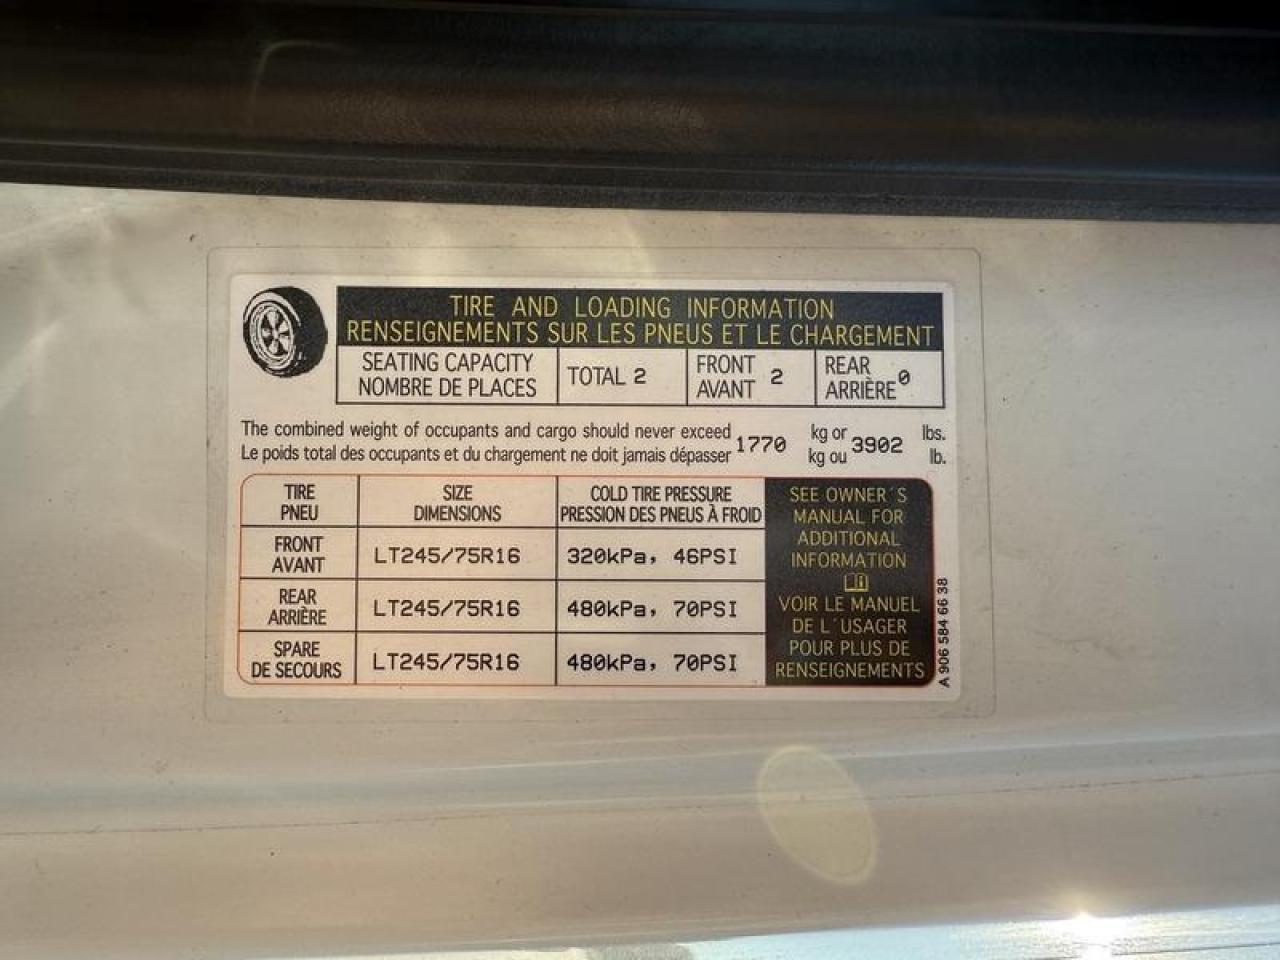 TIRE AND LOADING INFORMATION
RENSEIGNEMENTS SUR LES PNEUS ET LE CHARGEMENT
SEATING CAPACITY
NOMBRE DE PLACES
TOTAL 2
FRONT
AVANT 2
REAR
ARRIÈRE 0
The combined weight of occupants and cargo should never exceed 1770 kg or 3902 lbs.
Le poids total des occupants et du chargement ne doit jamais dépasser kg ou lb.
TIRE
PNEU
SIZE
DIMENSIONS
COLD TIRE PRESSURE
PRESSION DES PNEUS À FROID
FRONT
AVANT
LT245/75R16
320kPa, 46PSI
REAR
ARRIÈRE
LT245/75R16
480kPa, 70PSI
SPARE
DE SECOURS
LT245/75R16
480kPa, 70PSI
SEE OWNER´S
MANUAL FOR
ADDITIONAL
INFORMATION
VOIR LE MANUEL
DE L´USAGER
POUR PLUS DE
RENSEIGNEMENTS
A 906 584 66 38